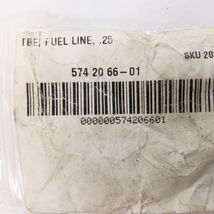 TBE, FUEL LINE, .25
SKU 20
574 20 66-01
000000574206601